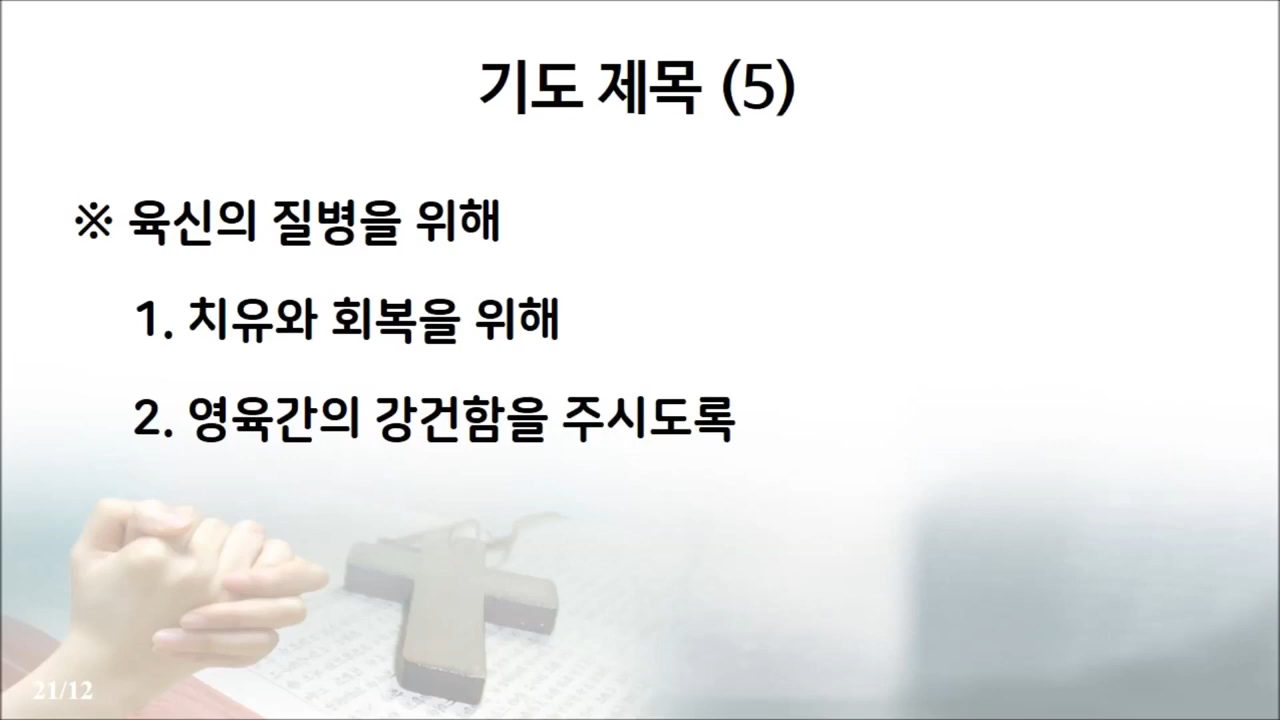 기도 제목 (5)
※ 육신의 질병을 위해
1. 치유와 회복을 위해
2. 영육간의 강건함을 주시도록
21/12